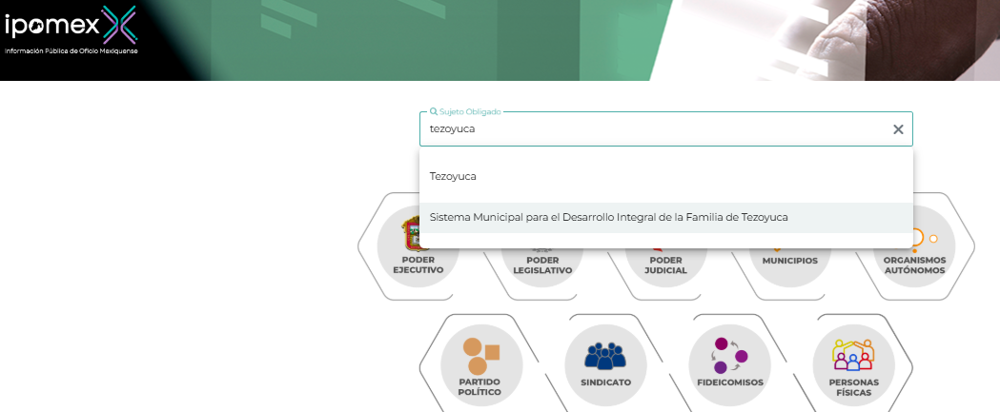 ipomex
Información Pública de Oficio Mexiquense
Sujeto Obligado
tezoyuca
Tezoyuca
Sistema Municipal para el Desarrollo Integral de la Familia de Tezoyuca
PODER
EJECUTIVO
PODER
LEGISLATIVO
PODER
JUDICIAL
MUNICIPIOS
ORGANISMOS
AUTÓNOMOS
PARTIDO
POLÍTICO
SINDICATO
FIDEICOMISOS
PERSONAS
FÍSICAS